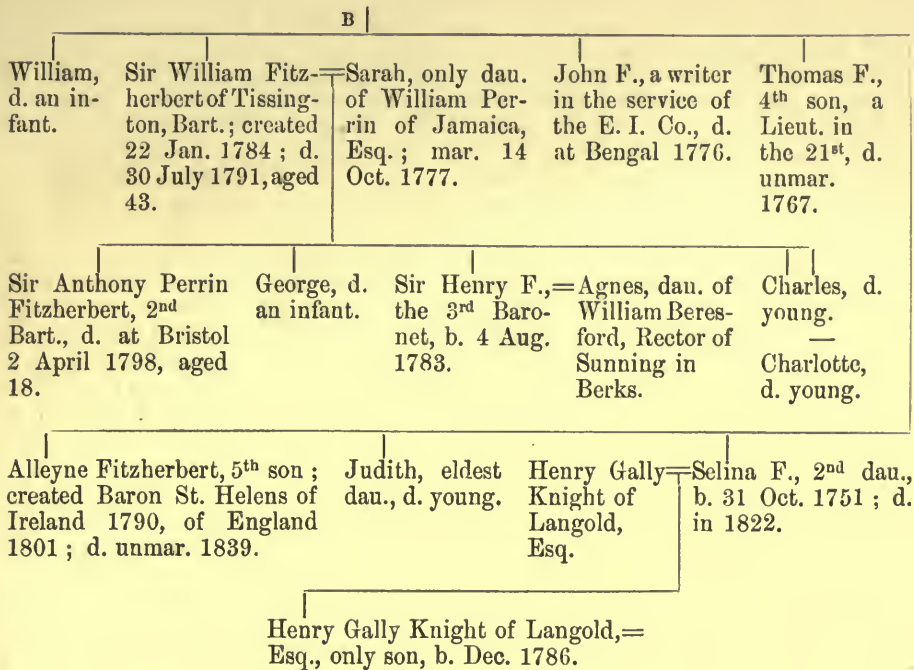 B
William,
d. an in-
fant.
Sir William Fitz-
herbert of Tissing-
ton, Bart.; created
22 Jan. 1784 ; d.
30 July 1791, aged
43.
=Sarah, only dau.
of William Per-
rin of Jamaica,
Esq. ; mar. 14
Oct. 1777.
John F., a writer
in the service of
the E. I. Co., d.
at Bengal 1776.
Thomas F.,
4th son, a
Lieut. in
the 21st, d.
unmar.
1767.
Sir Anthony Perrin
Fitzherbert, 2nd
Bart., d. at Bristol
2 April 1798, aged
18.
George, d.
an infant.
Sir Henry F.,=
the 3rd Baro-
net, b. 4 Aug.
1783.
Agnes, dau. of
William Beres-
ford, Rector of
Sunning in
Berks.
Charles, d.
young.
—
Charlotte,
d. young.
Alleyne Fitzherbert, 5th son ;
created Baron St. Helens of
Ireland 1790, of England
1801 ; d. unmar. 1839.
Judith, eldest
dau., d. young.
Henry Gally=
Knight of
Langold,
Esq.
Selina F., 2nd dau.,
b. 31 Oct. 1751 ; d.
in 1822.
Henry Gally Knight of Langold,=
Esq., only son, b. Dec. 1786.